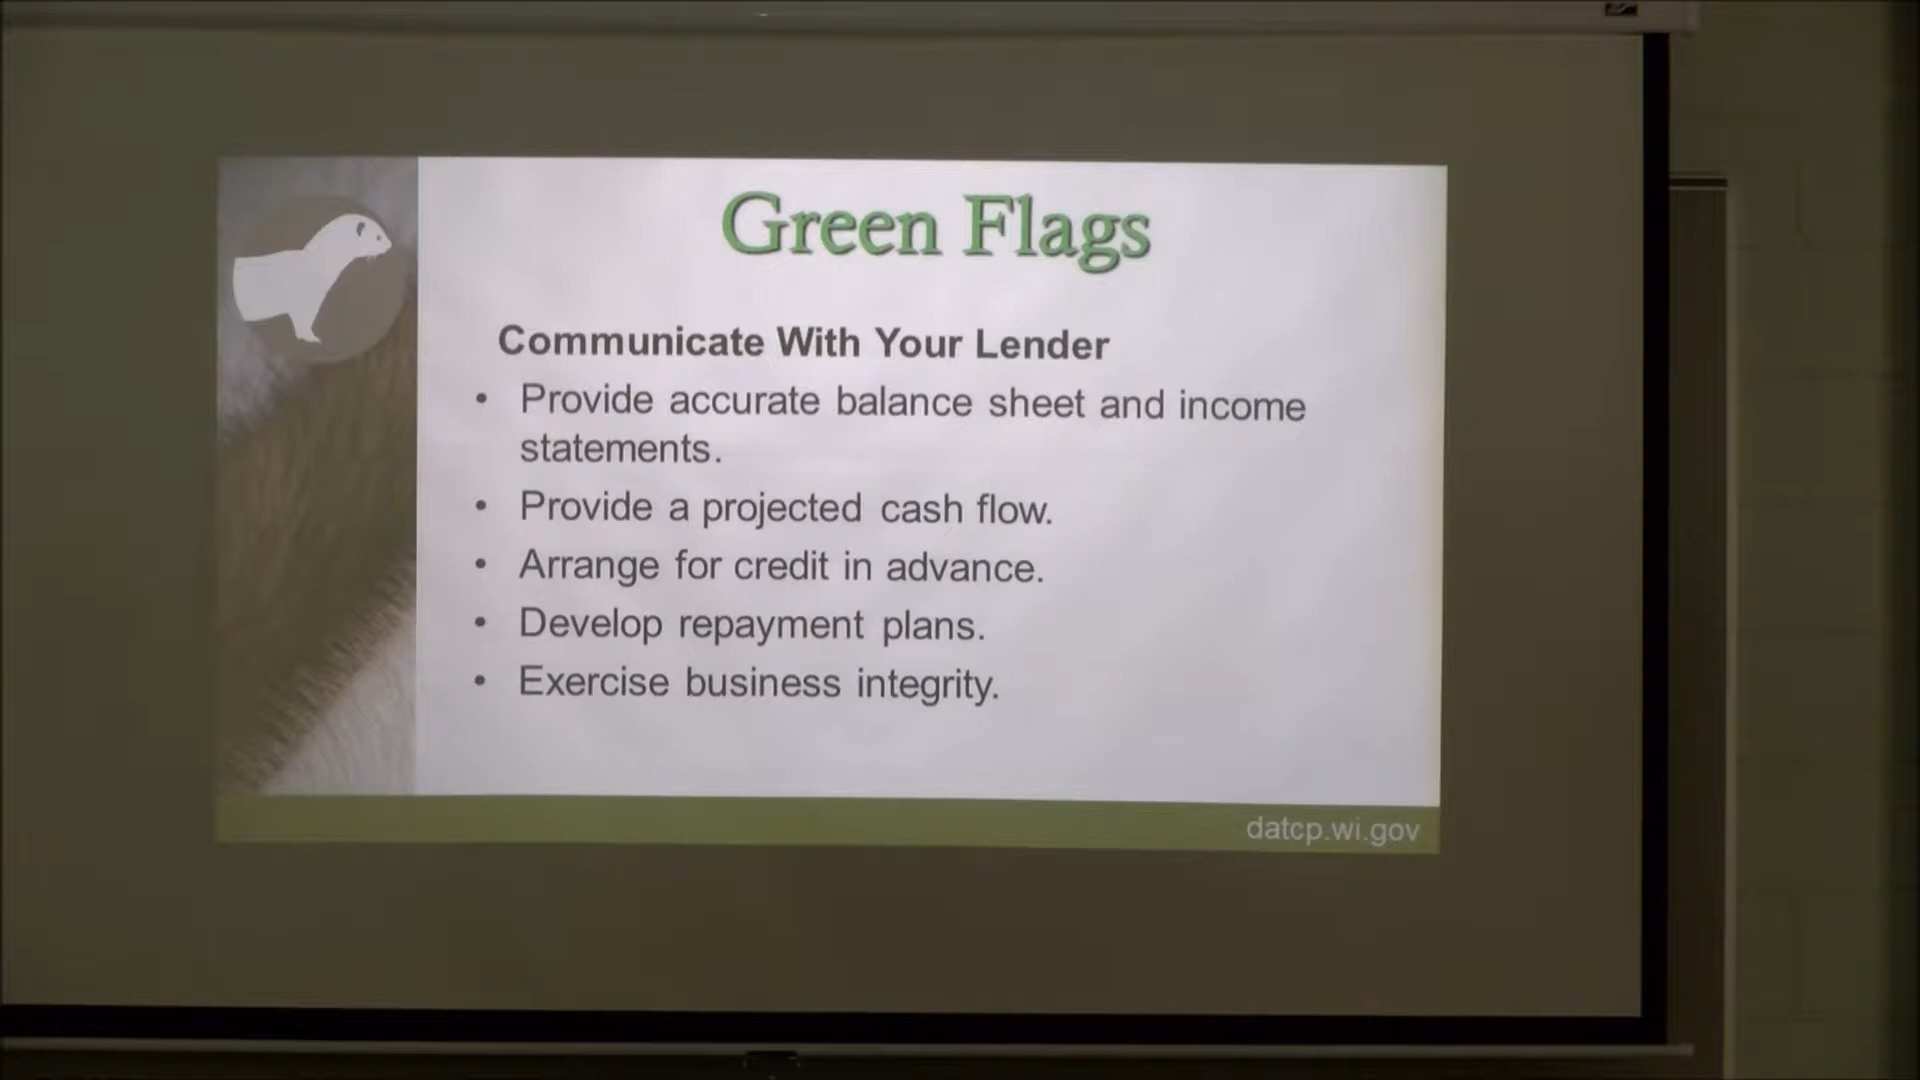 Green Flags
Communicate With Your Lender
• Provide accurate balance sheet and income
statements.
• Provide a projected cash flow.
• Arrange for credit in advance.
• Develop repayment plans.
• Exercise business integrity.
datcp.wi.gov